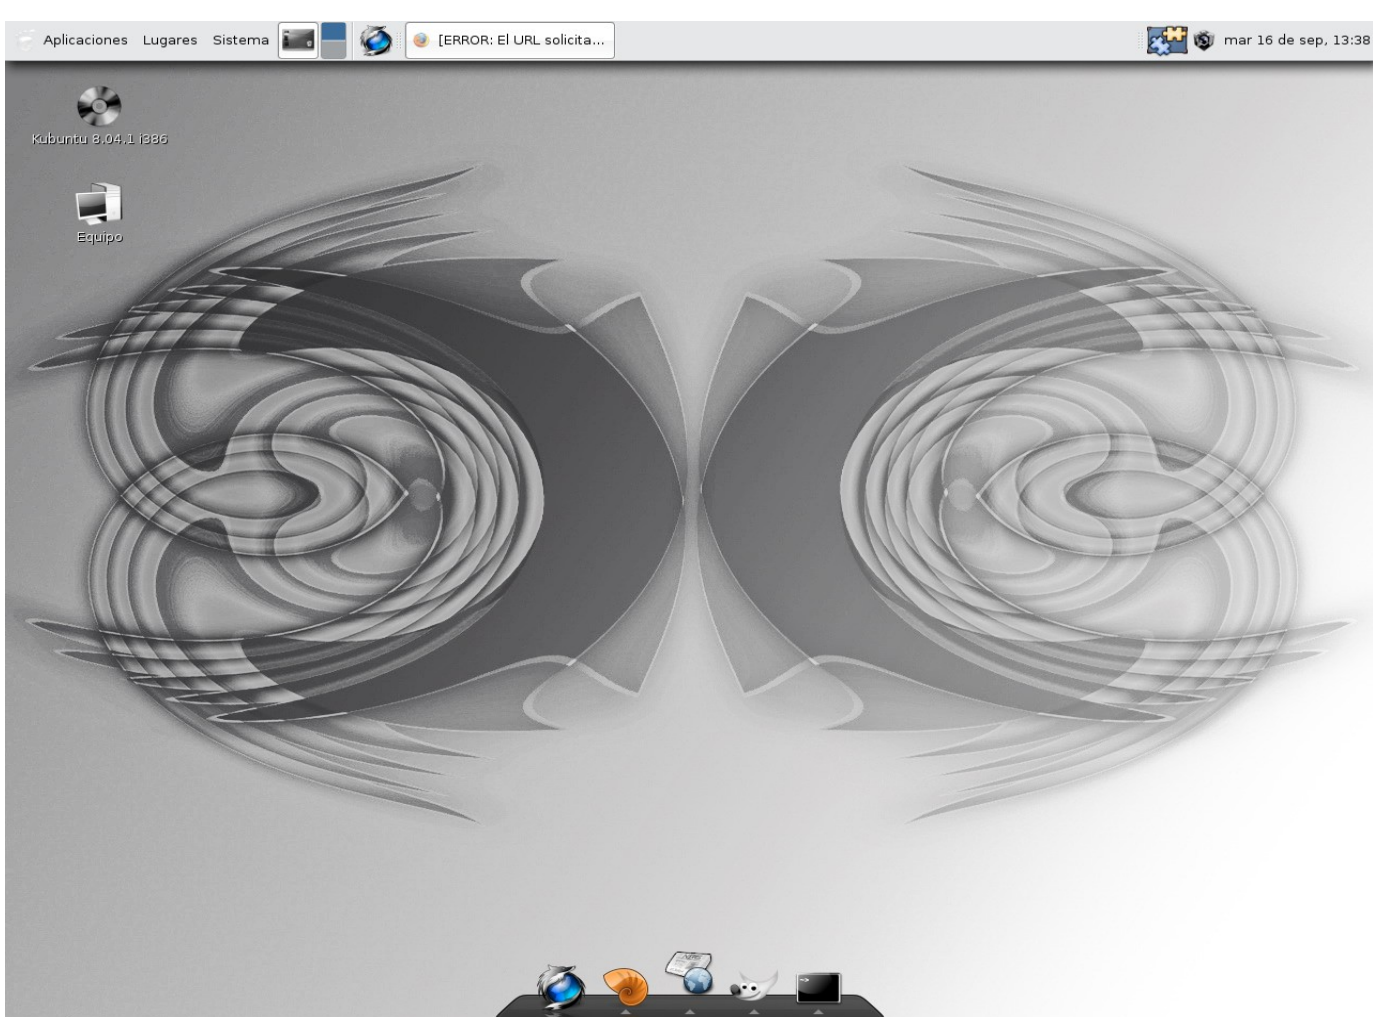 Aplicaciones Lugares Sistema [ERROR: El URL solicita... mar 16 de sep, 13:38
Kubuntu 8.04.1 i386
Equipo
>